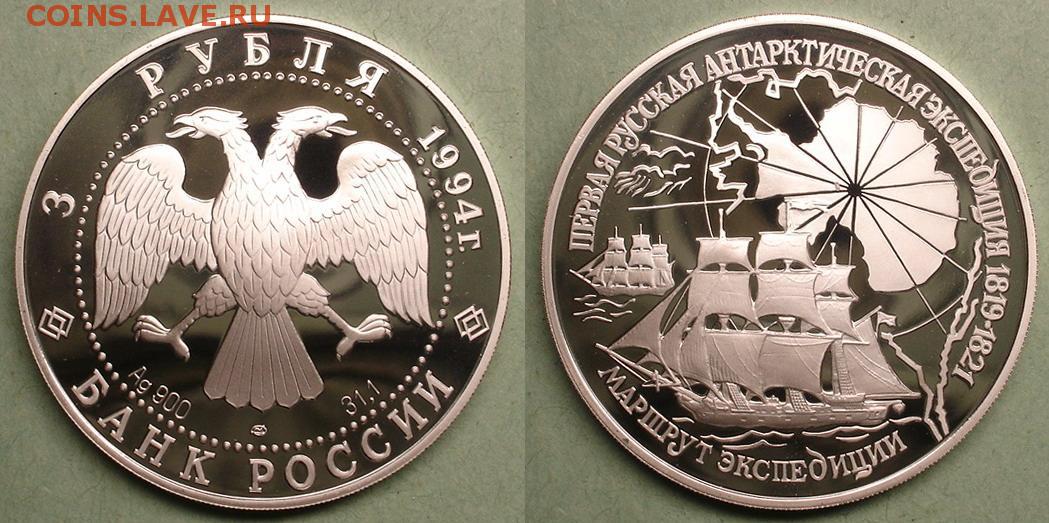 COINS.LAVE.RU
3 РУБЛЯ 1994г.
Ag 900 31,1
БАНК РОССИИ
ПЕРВАЯ РУССКАЯ АНТАРКТИЧЕСКАЯ ЭКСПЕДИЦИЯ 1819-1821
МАРШРУТ ЭКСПЕДИЦИИ